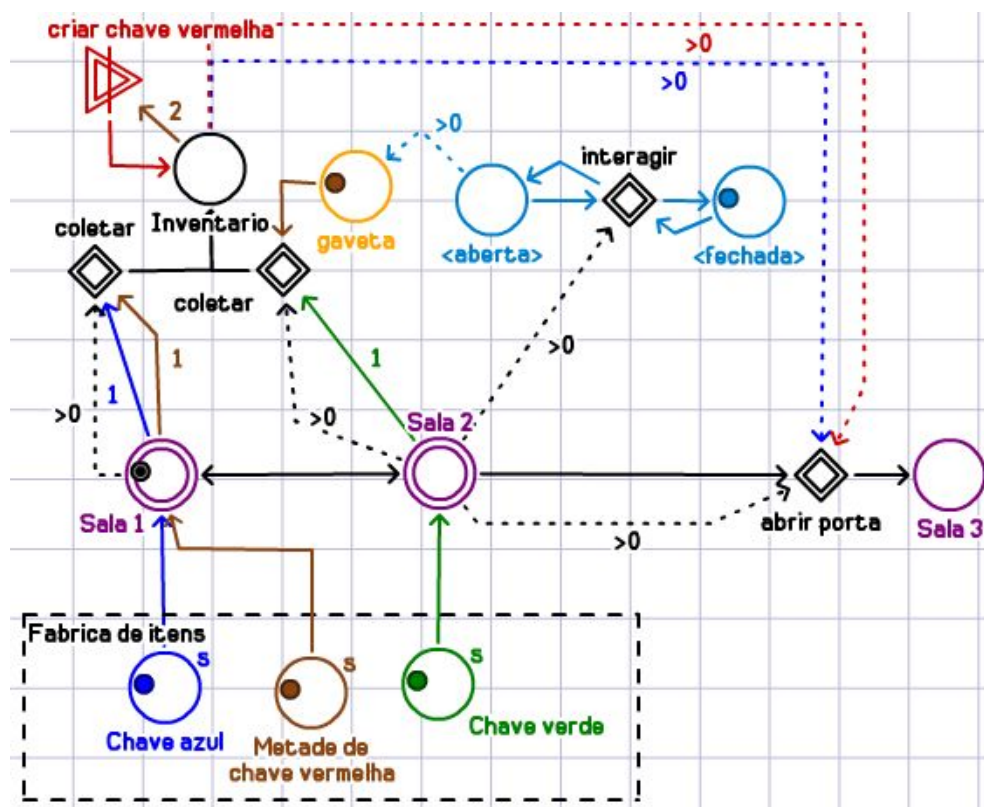 criar chave vermelha
>0
>0
2
>0
interagir
coletar
Inventario
gaveta
<aberta>
<fechada>
coletar
1
1
1
>0
>0
>0
Sala 2
Sala 1
abrir porta
Sala 3
>0
Fabrica de itens
s
s
s
Chave azul
Metade de
chave vermelha
Chave verde